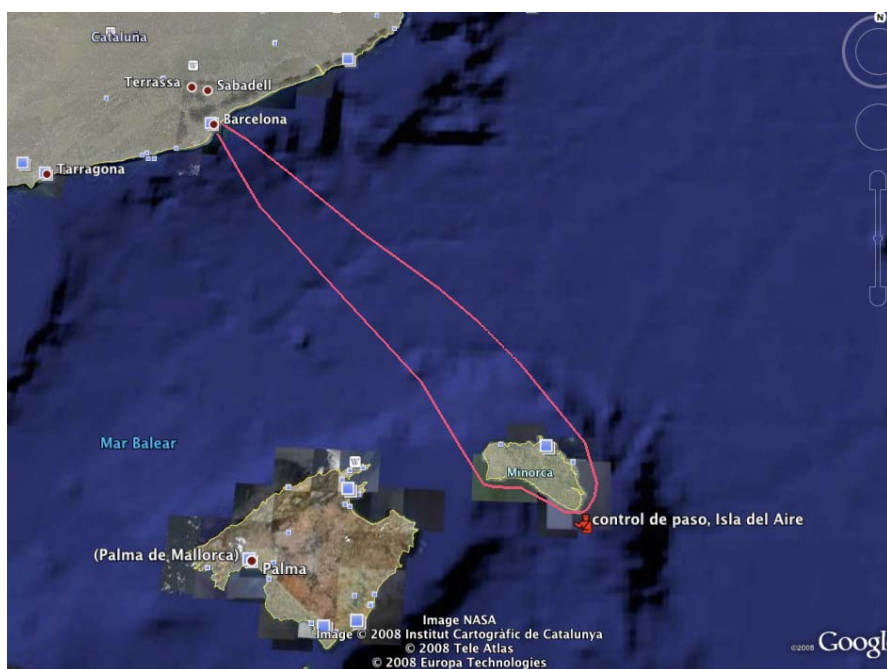 N
Cataluña
Terrassa
Sabadell
Barcelona
Tarragona
Mar Balear
Minorca
control de paso, Isla del Aire
(Palma de Mallorca)
Palma
Image NASA
Image © 2008 Institut Cartogràfic de Catalunya
© 2008 Tele Atlas
© 2008 Europa Technologies
©2008 Google
W
W
W